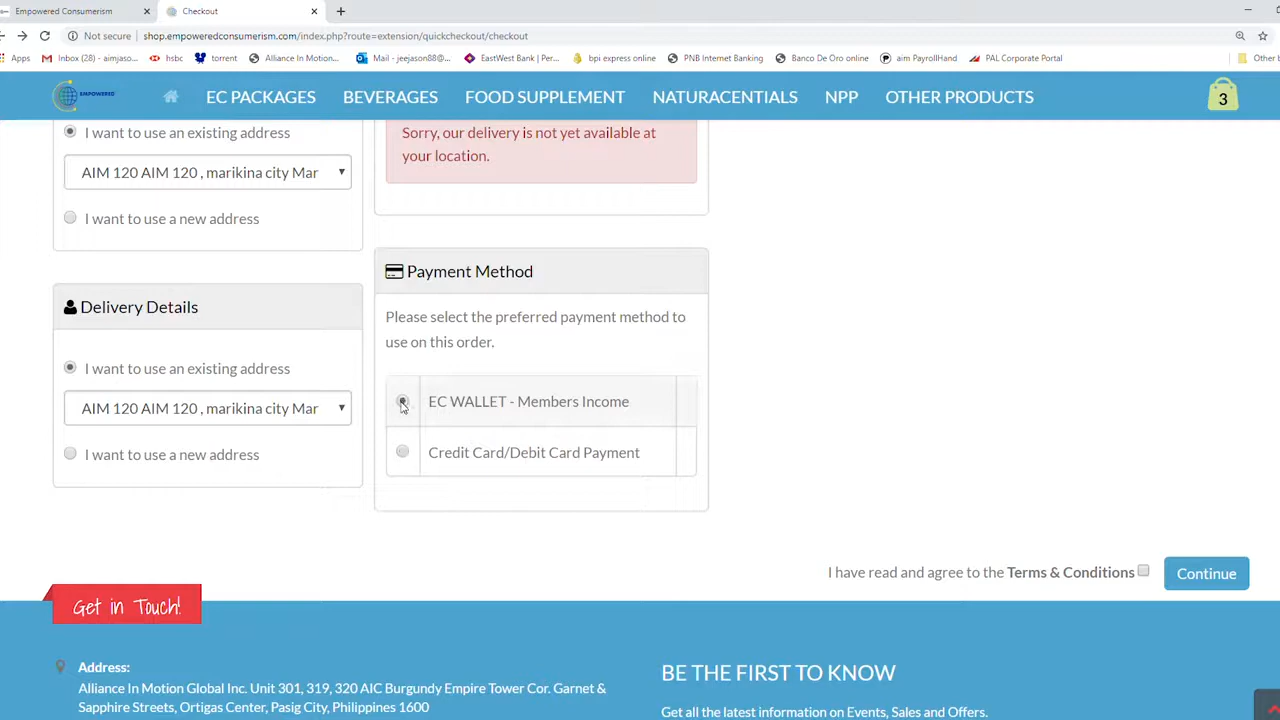 Empowered Consumerism
Checkout
Not secure
shop.empoweredconsumerism.com/index.php?route=extension/quickcheckout/checkout
Apps
Inbox (28) - aimjaso...
hsbc
torrent
Alliance In Motion...
Mail - jeejason88@...
EastWest Bank | Per...
bpi express online
PNB Internet Banking
Banco De Oro online
aim PayrollHand
PAL Corporate Portal
Other b
EMPOWERED
EC PACKAGES
BEVERAGES
FOOD SUPPLEMENT
NATURACENTIALS
NPP
OTHER PRODUCTS
3
I want to use an existing address
AIM 120 AIM 120 , marikina city Mar
I want to use a new address
Delivery Details
I want to use an existing address
AIM 120 AIM 120 , marikina city Mar
I want to use a new address
Sorry, our delivery is not yet available at
your location.
Payment Method
Please select the preferred payment method to
use on this order.
EC WALLET - Members Income
Credit Card/Debit Card Payment
I have read and agree to the Terms & Conditions
Continue
Get in Touch!
Address:
Alliance In Motion Global Inc. Unit 301, 319, 320 AIC Burgundy Empire Tower Cor. Garnet &
Sapphire Streets, Ortigas Center, Pasig City, Philippines 1600
BE THE FIRST TO KNOW
Get all the latest information on Events, Sales and Offers.